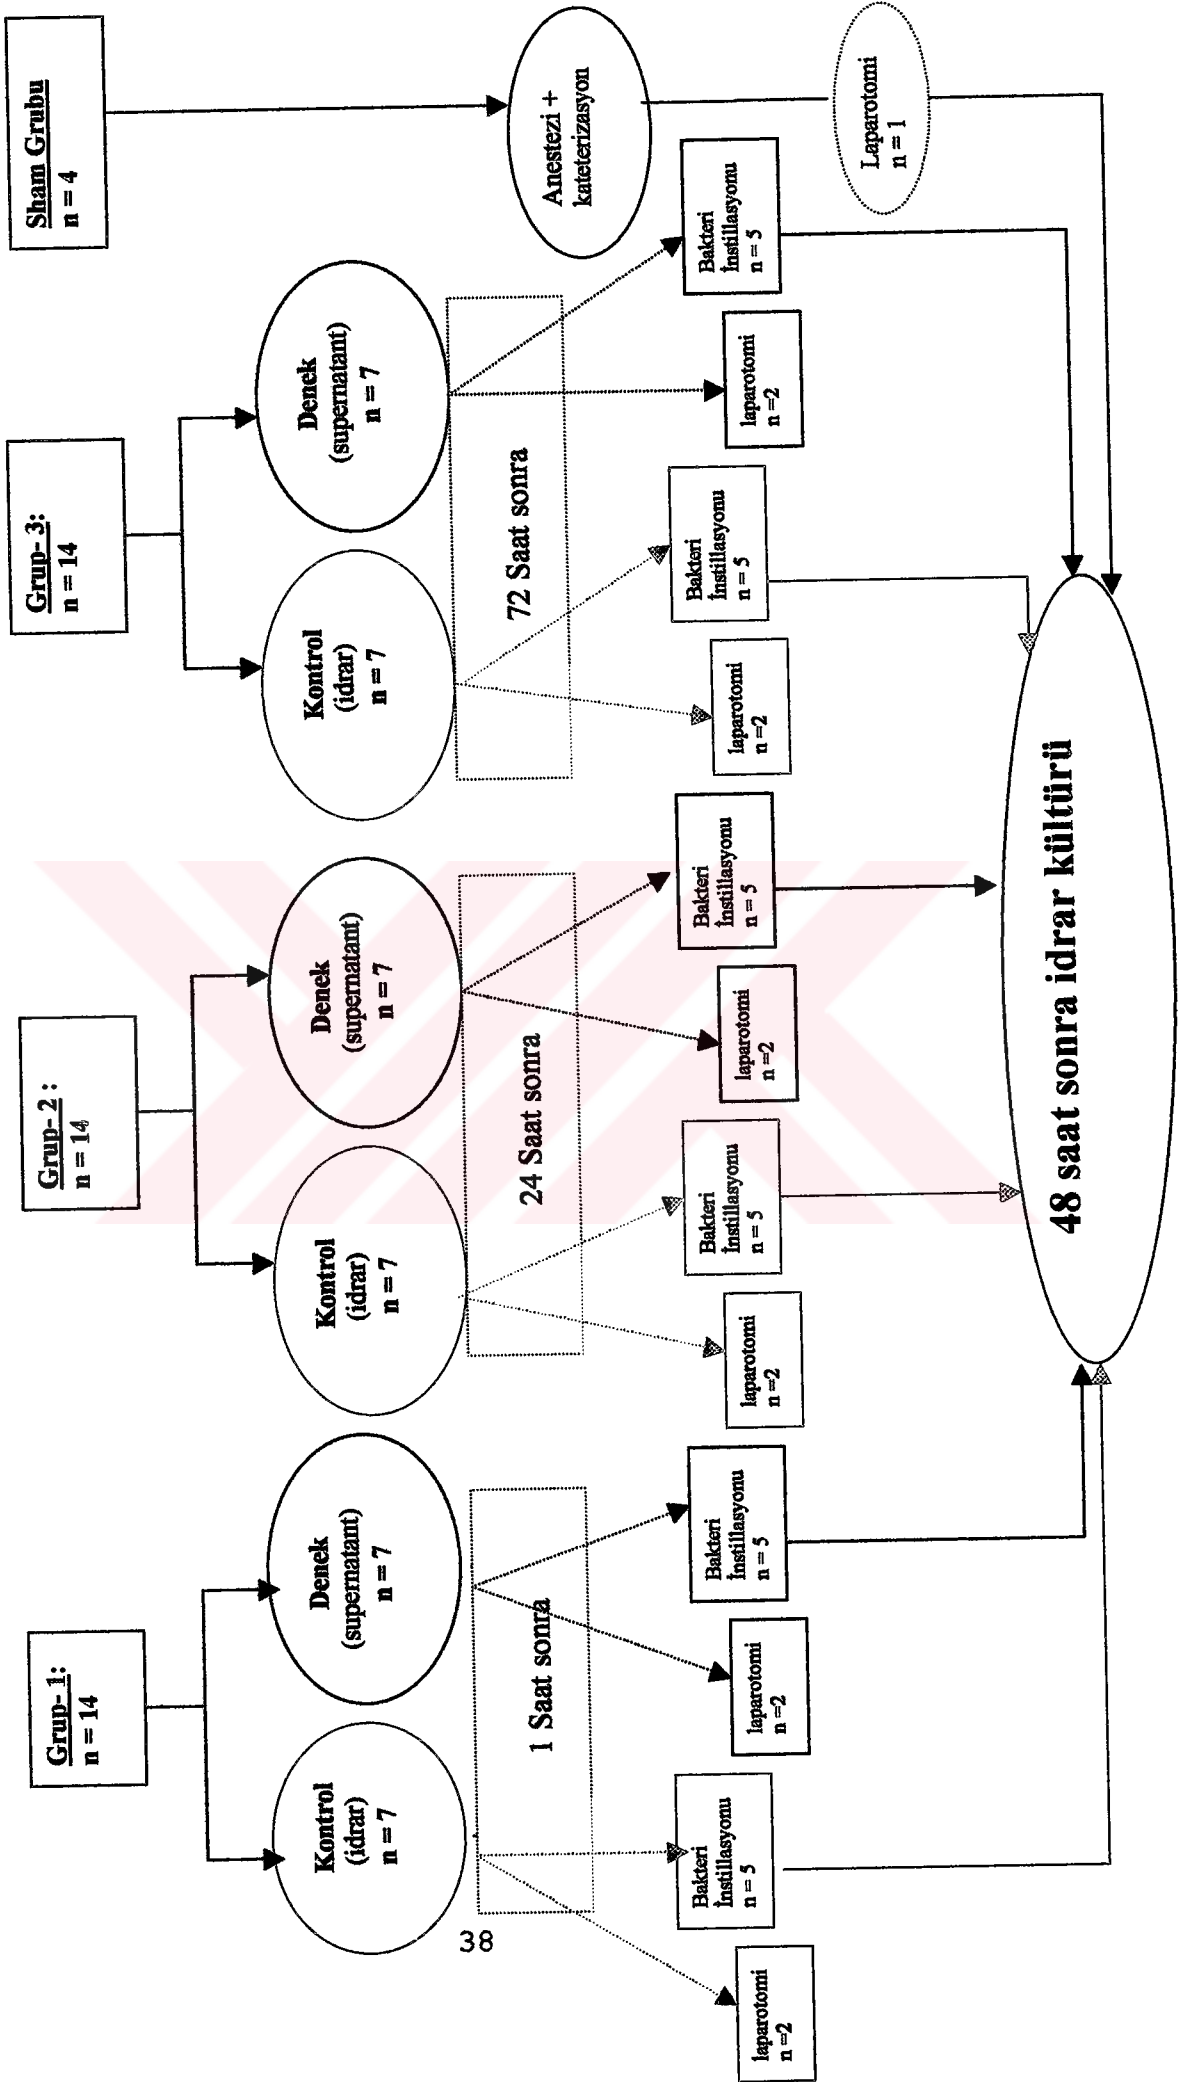 Grup- 1:
n = 14
Kontrol
(idrar)
n = 7
Denek
(supernatant)
n = 7
1 Saat sonra
laparotomi
n =2
Bakteri
İnstillasyonu
n = 5
laparotomi
n =2
Bakteri
İnstillasyonu
n = 5
Grup- 2 :
n = 14
Kontrol
(idrar)
n = 7
Denek
(supernatant)
n = 7
24 Saat sonra
laparotomi
n =2
Bakteri
İnstillasyonu
n = 5
laparotomi
n =2
Bakteri
İnstillasyonu
n = 5
Grup- 3:
n = 14
Kontrol
(idrar)
n = 7
Denek
(supernatant)
n = 7
72 Saat sonra
laparotomi
n =2
Bakteri
İnstillasyonu
n = 5
laparotomi
n =2
Bakteri
İnstillasyonu
n = 5
Sham Grubu
n = 4
Anestezi +
kateterizasyon
Laparotomi
n = 1
48 saat sonra idrar kültürü
38